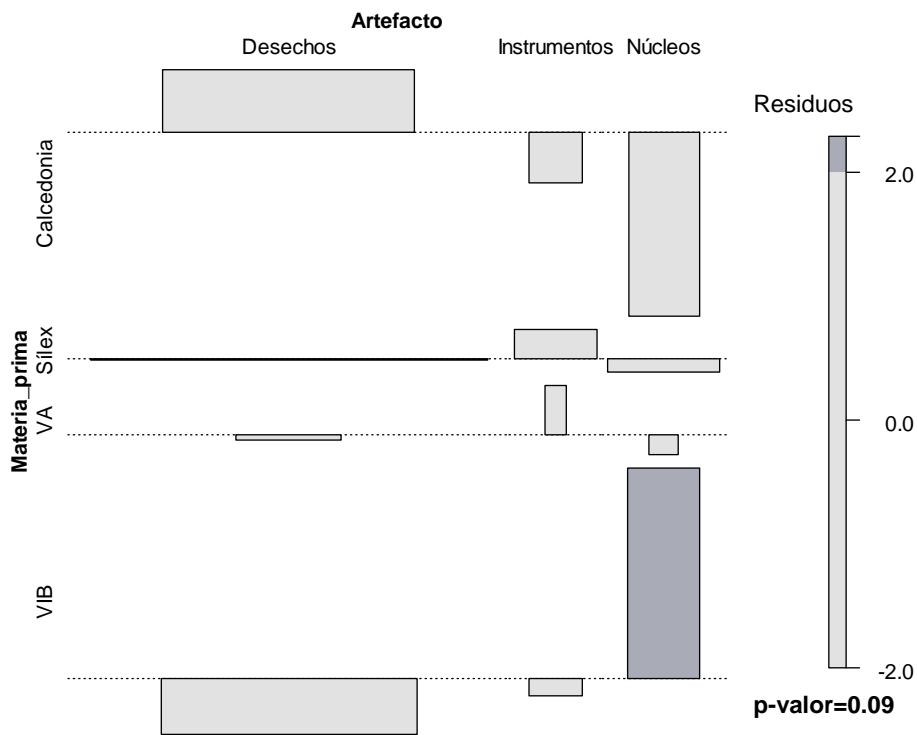 Artefacto
Desechos Instrumentos Núcleos
Residuos
Materia_prima
Calcedonia
Sílex
VA
VIB
2.0
0.0
-2.0
p-valor=0.09